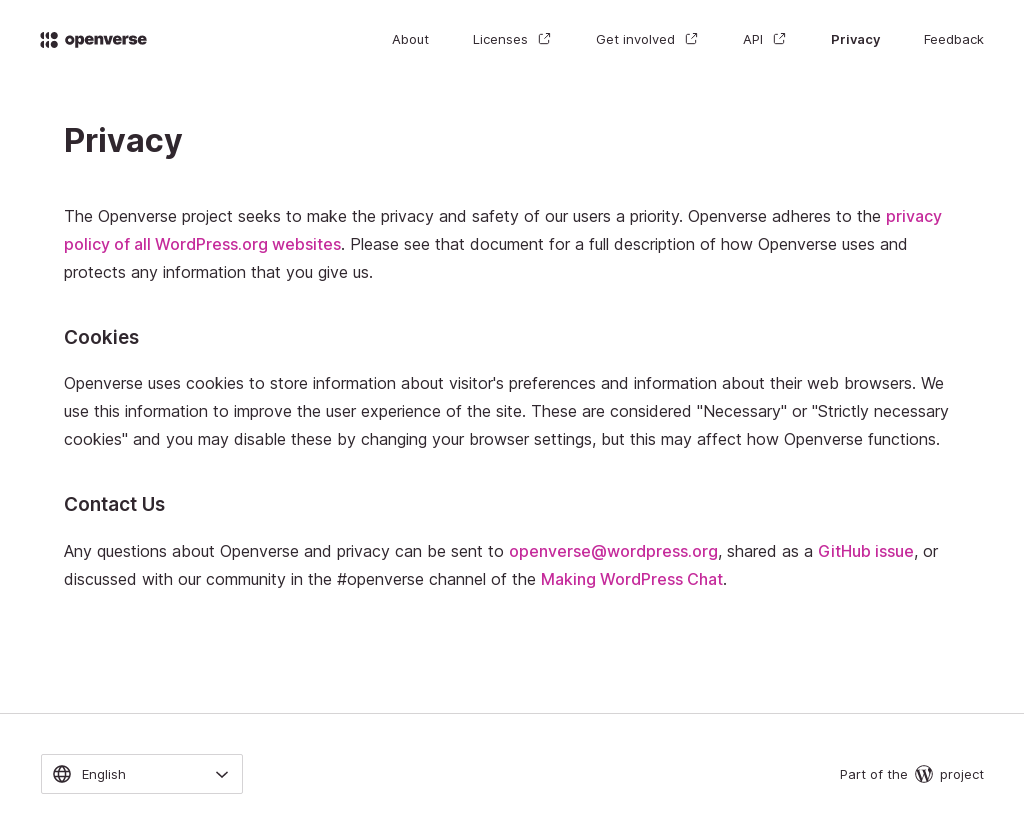 openverse
About Licenses Get involved API Privacy Feedback
Privacy
The Openverse project seeks to make the privacy and safety of our users a priority. Openverse adheres to the privacy
policy of all WordPress.org websites. Please see that document for a full description of how Openverse uses and
protects any information that you give us.
Cookies
Openverse uses cookies to store information about visitor's preferences and information about their web browsers. We
use this information to improve the user experience of the site. These are considered "Necessary" or "Strictly necessary
cookies" and you may disable these by changing your browser settings, but this may affect how Openverse functions.
Contact Us
Any questions about Openverse and privacy can be sent to openverse@wordpress.org, shared as a GitHub issue, or
discussed with our community in the #openverse channel of the Making WordPress Chat.
English
Part of the project